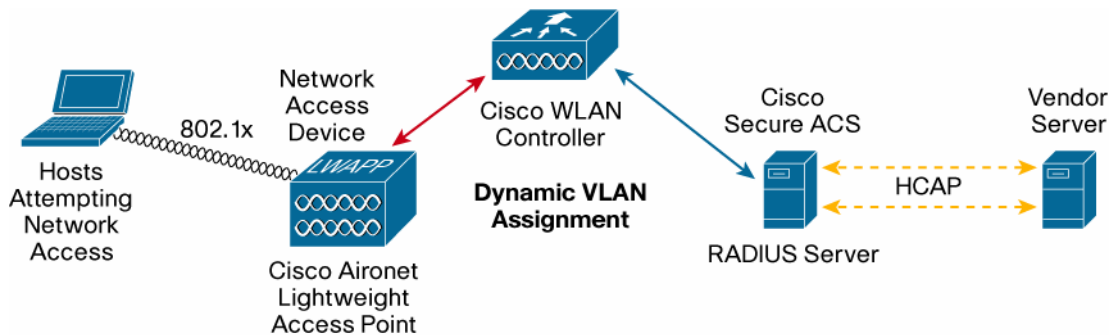 Hosts
Attempting
Network
Access
802.1x
Network
Access
Device
LWAPP
Cisco Aironet
Lightweight
Access Point
Cisco WLAN
Controller
Dynamic VLAN
Assignment
Cisco
Secure ACS
RADIUS Server
HCAP
Vendor
Server